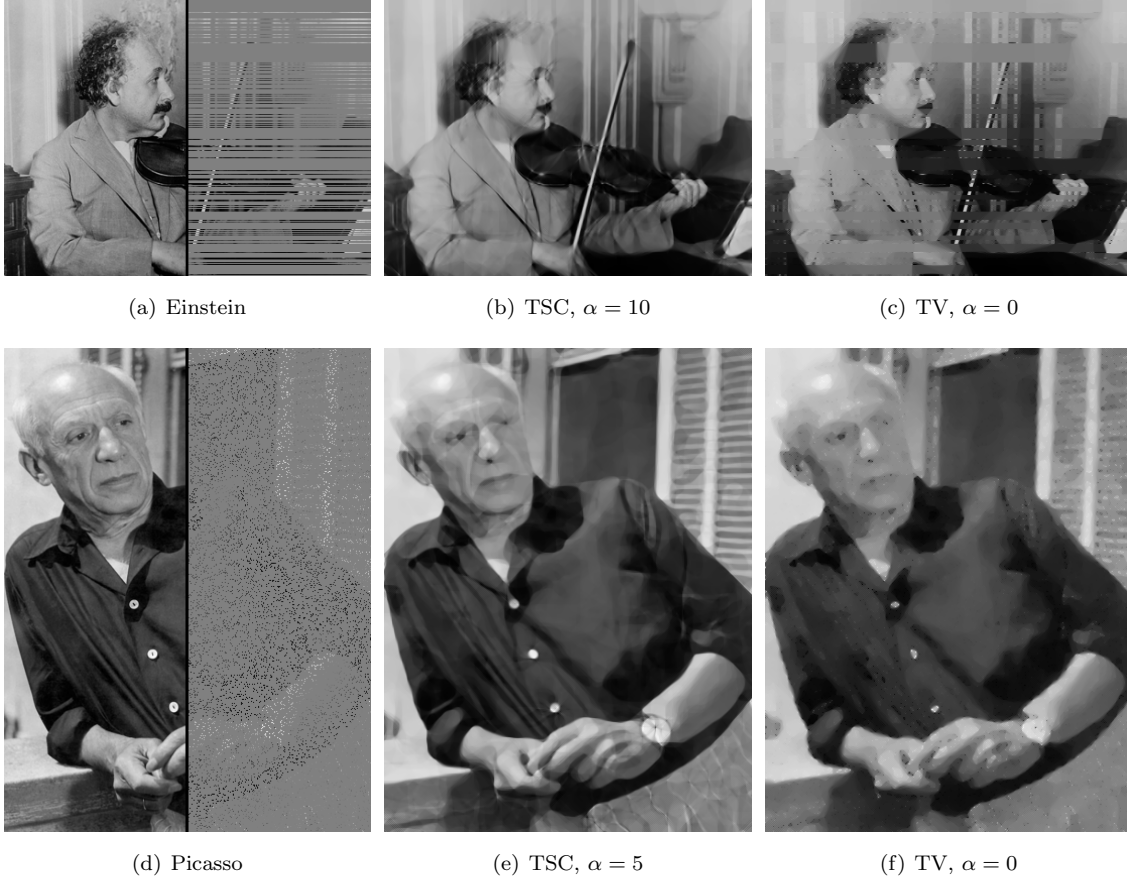 (a) Einstein
(b) TSC, α = 10
(c) TV, α = 0
(d) Picasso
(e) TSC, α = 5
(f) TV, α = 0